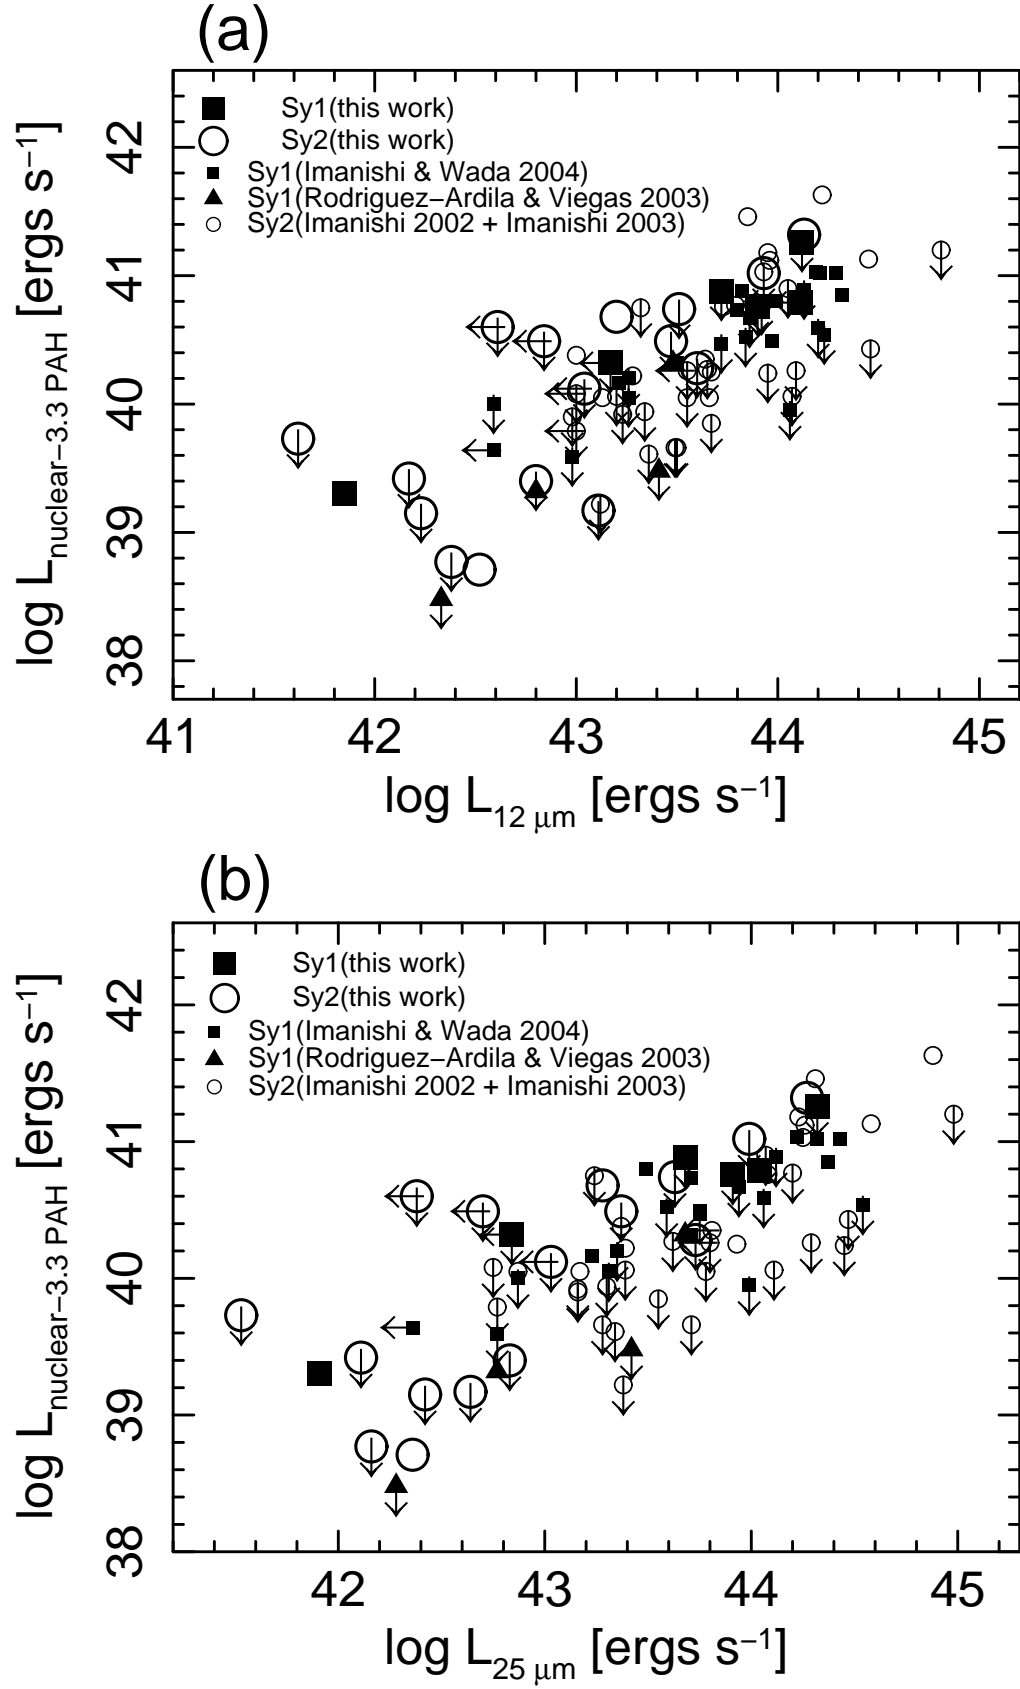 (a)
log L nuclear−3.3 PAH [ergs s−1]
42
41
40
39
38
Sy1(this work)
Sy2(this work)
Sy1(Imanishi & Wada 2004)
Sy1(Rodriguez−Ardila & Viegas 2003)
Sy2(Imanishi 2002 + Imanishi 2003)
41 42 43 44 45
log L12 μm [ergs s−1]
(b)
log L nuclear−3.3 PAH [ergs s−1]
42
41
40
39
38
Sy1(this work)
Sy2(this work)
Sy1(Imanishi & Wada 2004)
Sy1(Rodriguez−Ardila & Viegas 2003)
Sy2(Imanishi 2002 + Imanishi 2003)
42 43 44 45
log L25 μm [ergs s−1]